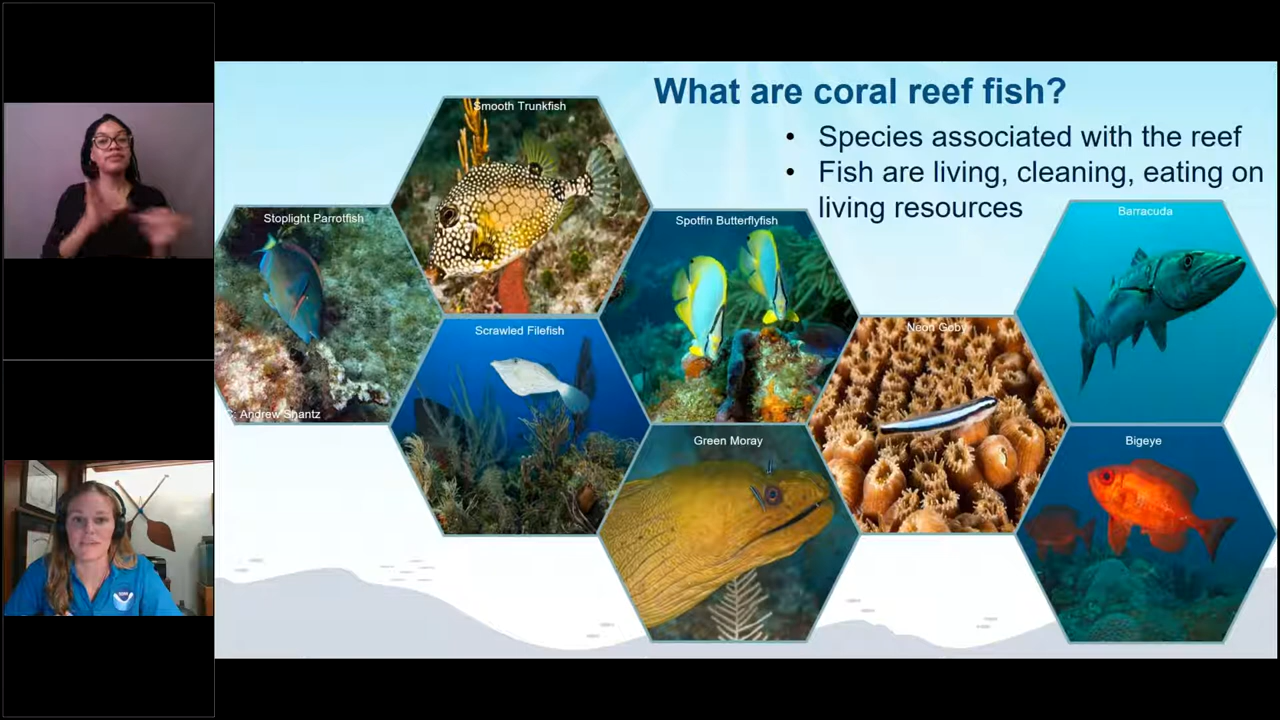 What are coral reef fish?
• Species associated with the reef
• Fish are living, cleaning, eating on
living resources
Smooth Trunkfish
Stoplight Parrotfish
Spotfin Butterflyfish
Barracuda
Scrawled Filefish
Neon Goby
Green Moray
Bigeye
C: Andrew Shantz